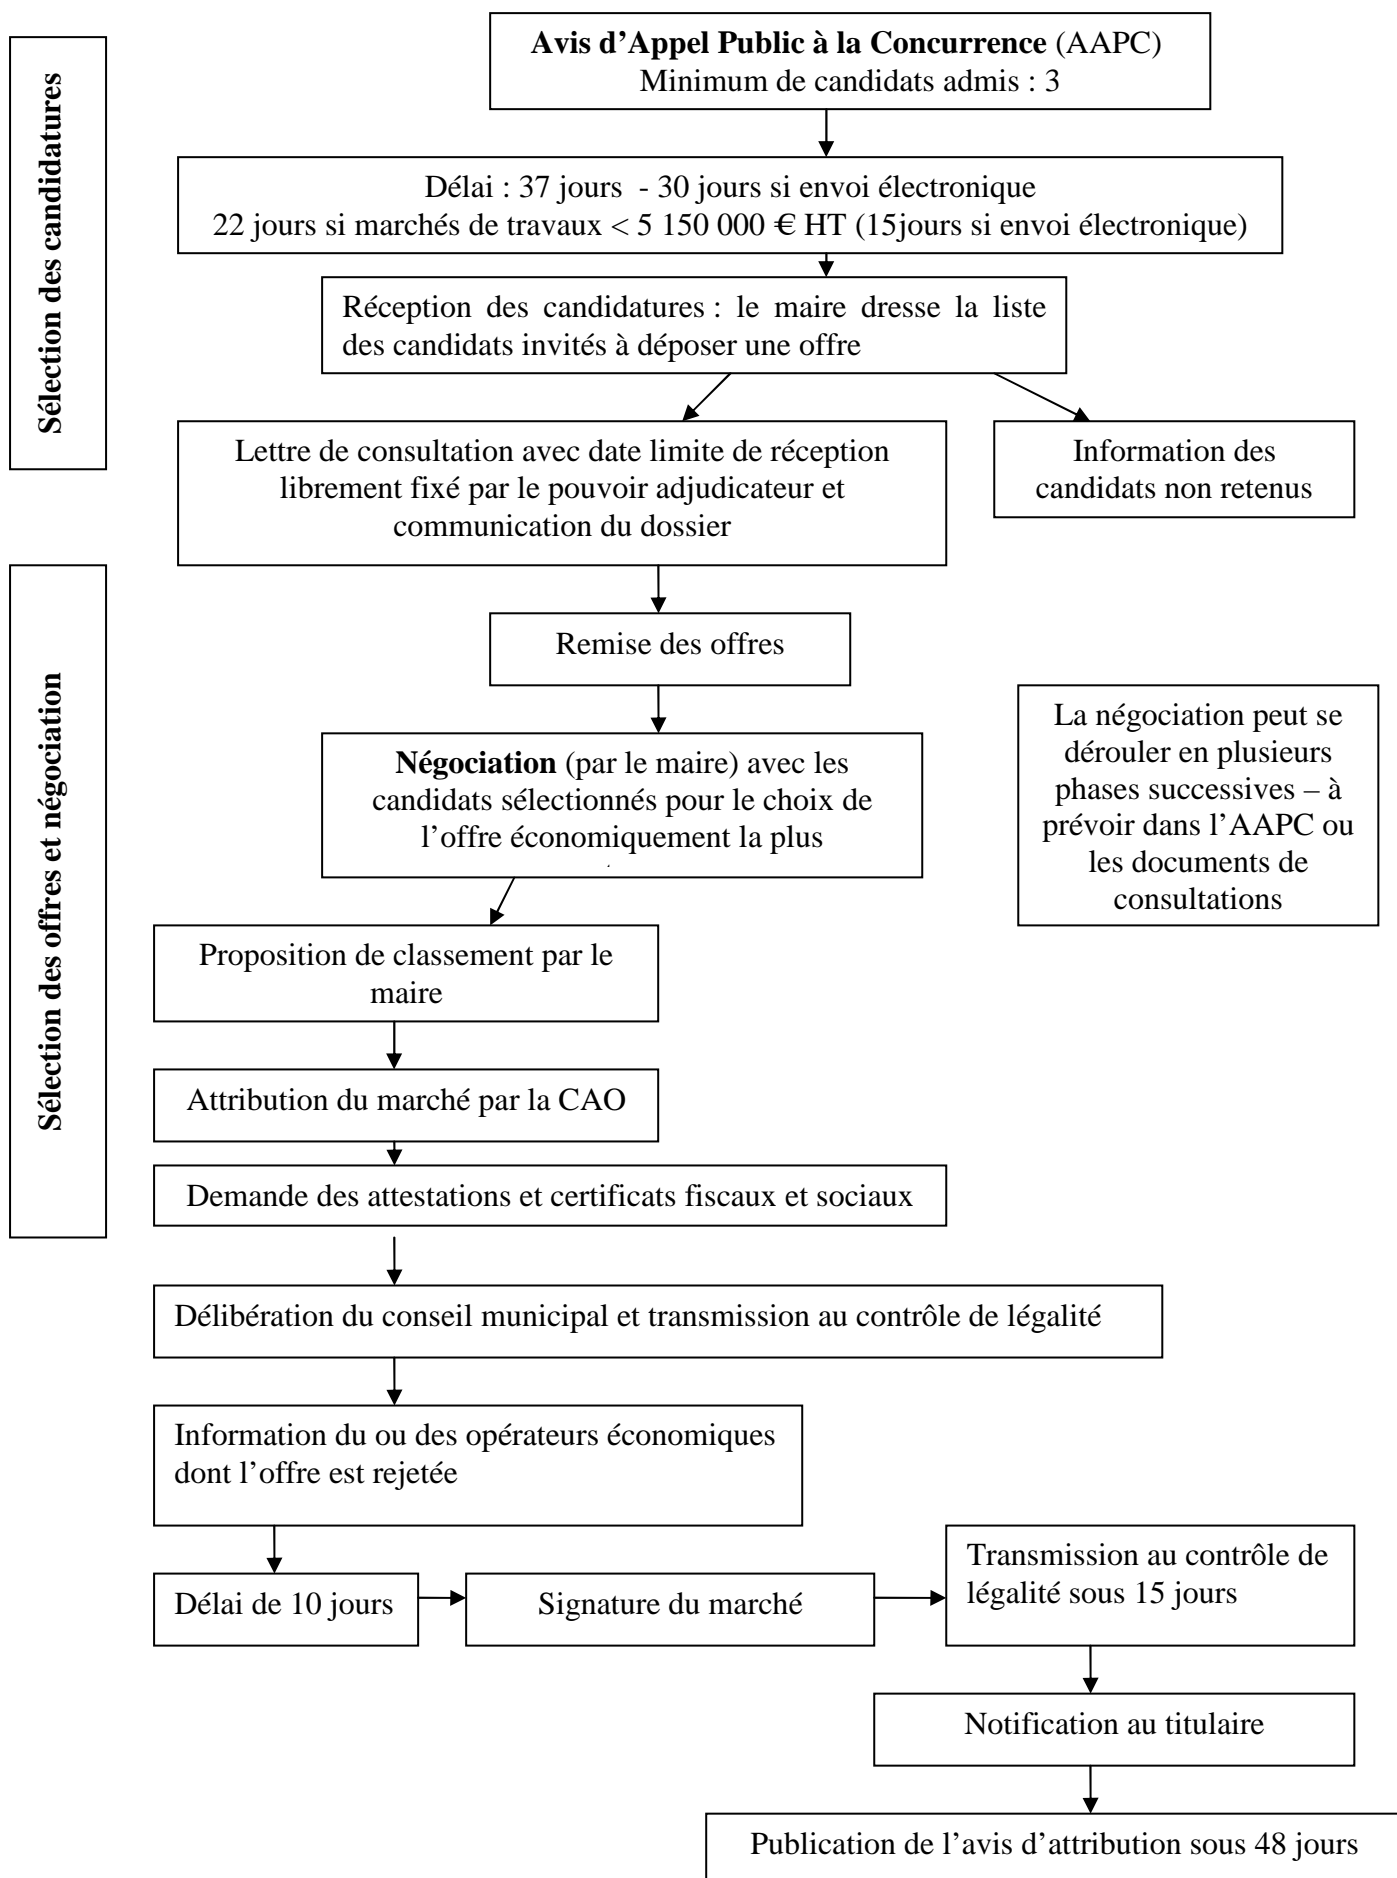 Avis d'Appel Public à la Concurrence (AAPC)
Minimum de candidats admis : 3
Sélection des candidatures
Délai : 37 jours - 30 jours si envoi électronique
22 jours si marchés de travaux < 5 150 000 € HT (15jours si envoi électronique)
Réception des candidatures : le maire dresse la liste
des candidats invités à déposer une offre
Lettre de consultation avec date limite de réception
librement fixé par le pouvoir adjudicateur et
communication du dossier
Information des
candidats non retenus
Sélection des offres et négociation
Remise des offres
La négociation peut se
dérouler en plusieurs
phases successives – à
prévoir dans l'AAPC ou
les documents de
consultations
Négociation (par le maire) avec les
candidats sélectionnés pour le choix de
l'offre économiquement la plus
Proposition de classement par le
maire
Attribution du marché par la CAO
Demande des attestations et certificats fiscaux et sociaux
Délibération du conseil municipal et transmission au contrôle de légalité
Information du ou des opérateurs économiques
dont l'offre est rejetée
Délai de 10 jours
Signature du marché
Transmission au contrôle de
légalité sous 15 jours
Notification au titulaire
Publication de l'avis d'attribution sous 48 jours